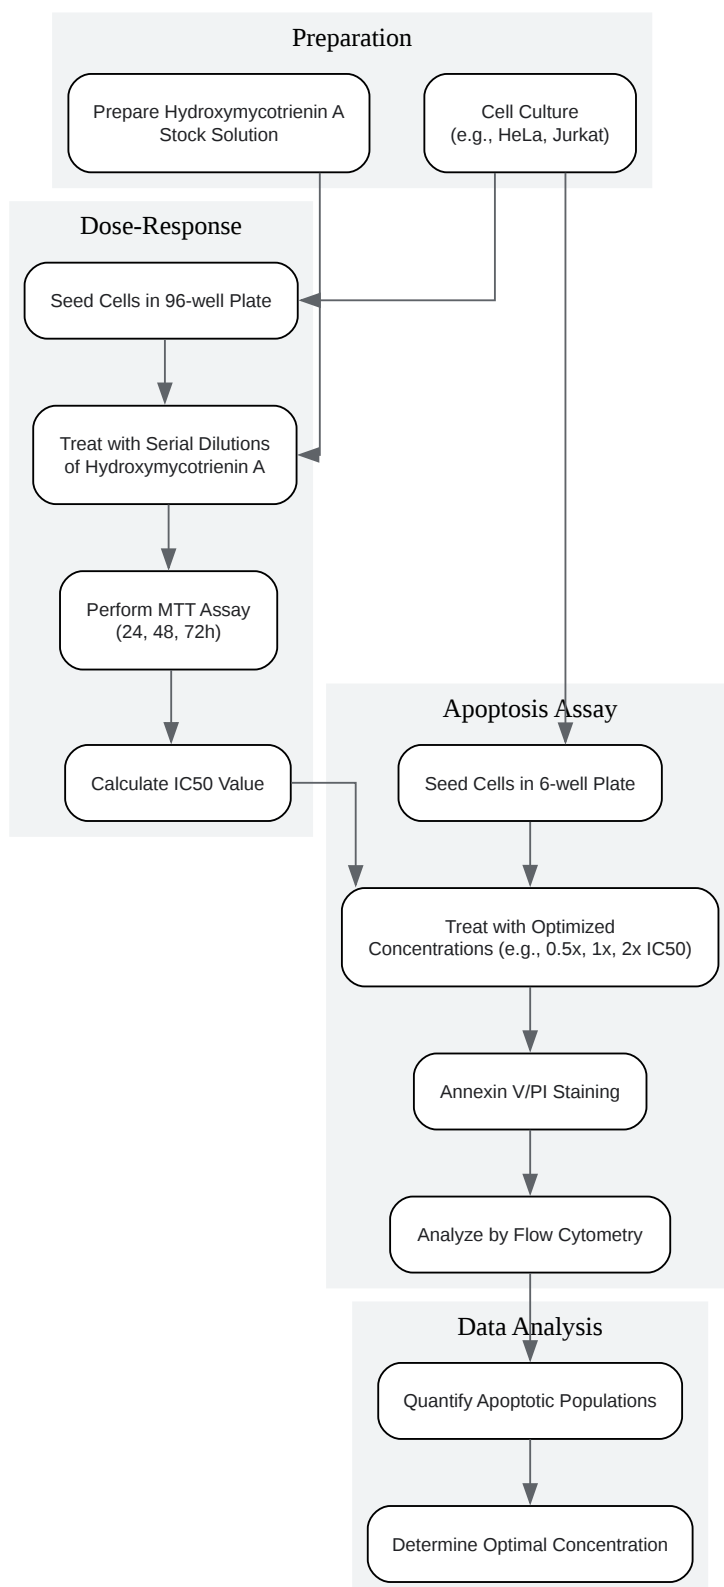 Preparation
Prepare Hydroxymycotrienin A
Stock Solution
Cell Culture
(e.g., HeLa, Jurkat)
Dose-Response
Seed Cells in 96-well Plate
Treat with Serial Dilutions
of Hydroxymycotrienin A
Perform MTT Assay
(24, 48, 72h)
Calculate IC50 Value
Apoptosis Assay
Seed Cells in 6-well Plate
Treat with Optimized
Concentrations (e.g., 0.5x, 1x, 2x IC50)
Annexin V/PI Staining
Analyze by Flow Cytometry
Data Analysis
Quantify Apoptotic Populations
Determine Optimal Concentration